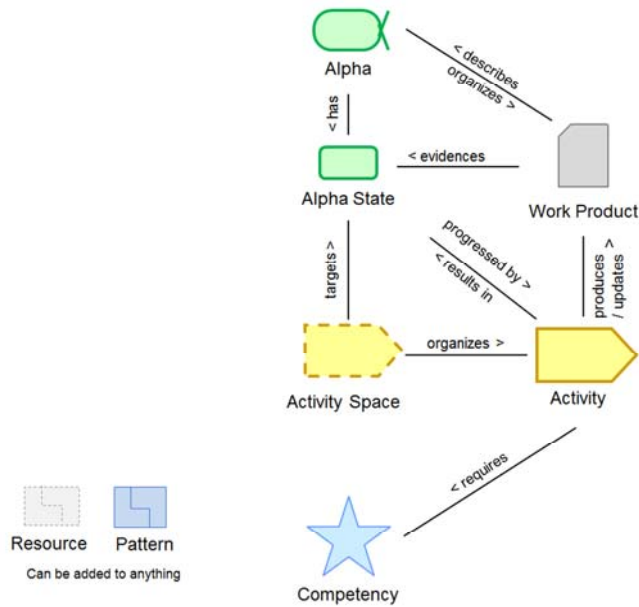 Alpha
< describes
organizes >
< has
< evidences
Alpha State
Work Product
targets >
progressed by >
< results in
produces >
/ updates
organizes >
Activity Space
Activity
< requires
Resource
Pattern
Can be added to anything
Competency